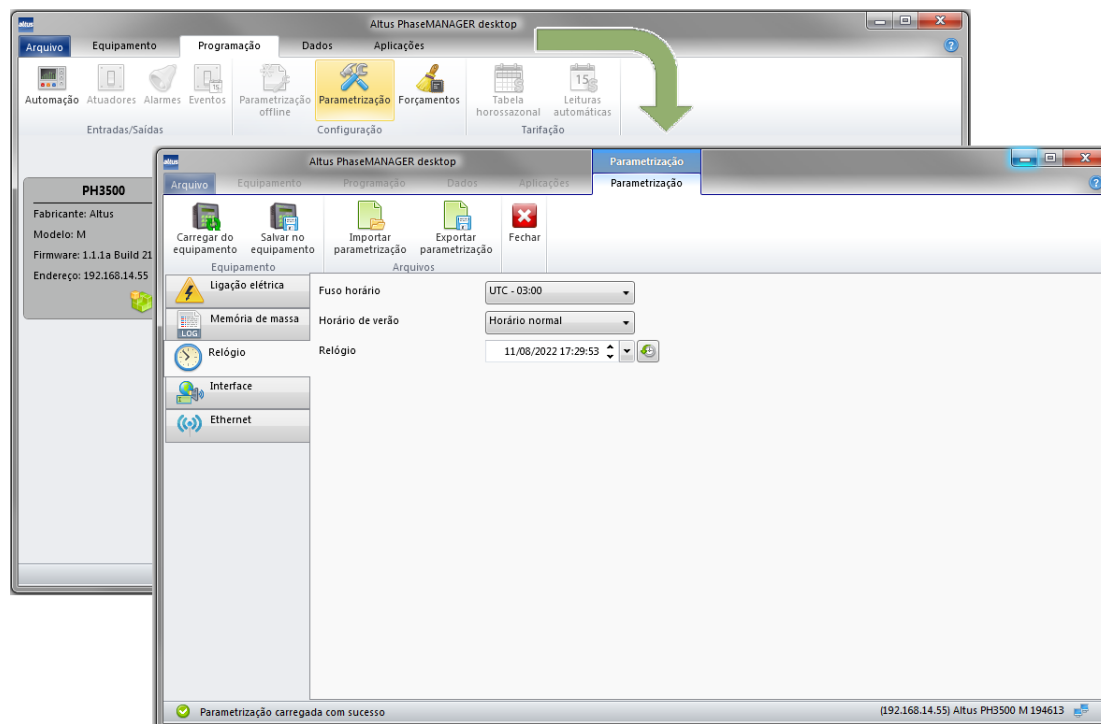 altus
Altus PhaseMANAGER desktop
Arquivo Equipamento Programação Dados Aplicações
Automação Atuadores Alarmes Eventos Parametrização offline Parametrização Forçamentos Tabela horossazonal Leituras automáticas
15
Entradas/Saídas Configuração Tarifação
PH3500
Fabricante: Altus
Modelo: M
Firmware: 1.1.1a Build 21
Endereço: 192.168.14.55
altus
Altus PhaseMANAGER desktop Parametrização
Arquivo Equipamento Programação Dados Aplicações Parametrização
Carregar do equipamento Salvar no equipamento Importar parametrização Exportar parametrização Fechar
Equipamento Arquivos
Ligação elétrica Fuso horário UTC - 03:00
Memória de massa Horário de verão Horário normal
LOG
Relógio Relógio 11/08/2022 17:29:53
Interface
Ethernet
Parametrização carregada com sucesso (192.168.14.55) Altus PH3500 M 194613